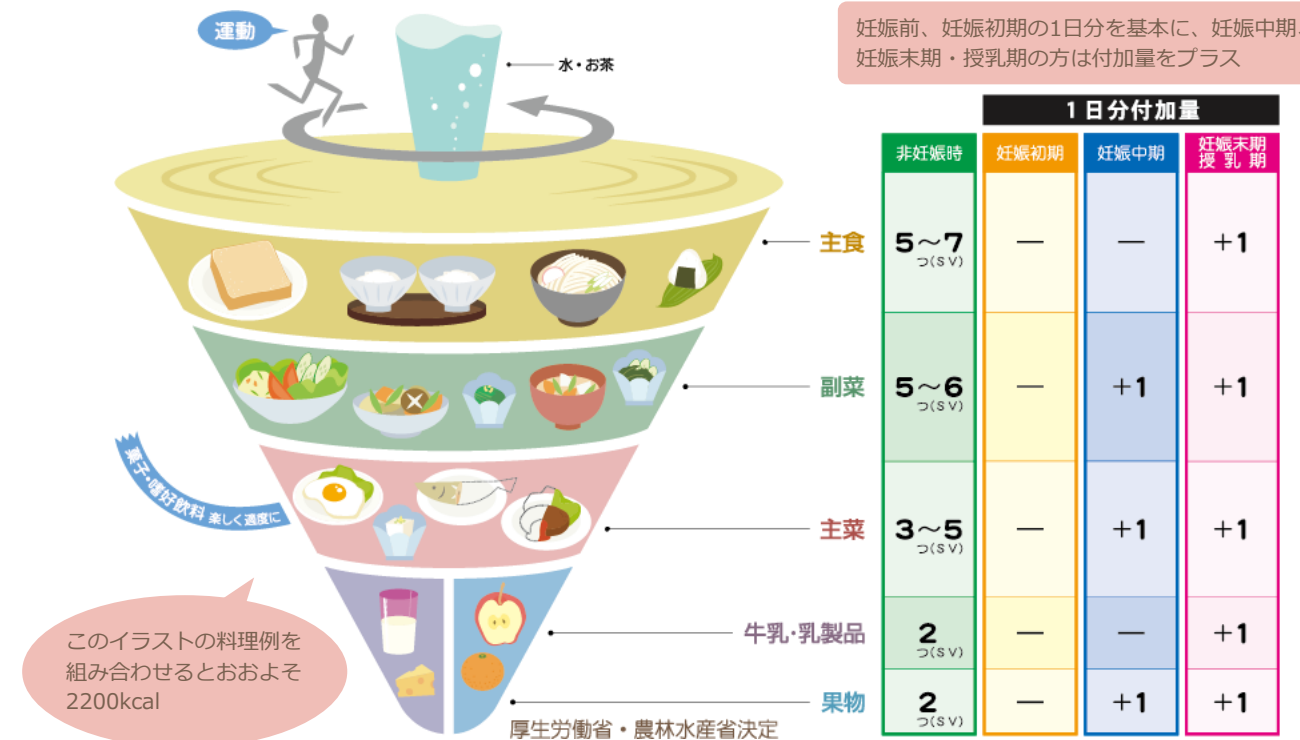 運動
水・お茶
妊娠前、妊娠初期の1日分を基本に、妊娠中期、
妊娠末期・授乳期の方は付加量をプラス
1日分付加量
非妊娠時
妊娠初期
妊娠中期
妊娠末期
授乳期
主食
5～7
つ(SV)
—
—
+1
副菜
5～6
つ(SV)
—
+1
+1
主菜
3～5
つ(SV)
—
+1
+1
牛乳・乳製品
2
つ(SV)
—
—
+1
果物
2
つ(SV)
—
+1
+1
菓子・嗜好飲料 楽しく適度に
このイラストの料理例を
組み合わせるとおおよそ
2200kcal
厚生労働省・農林水産省決定